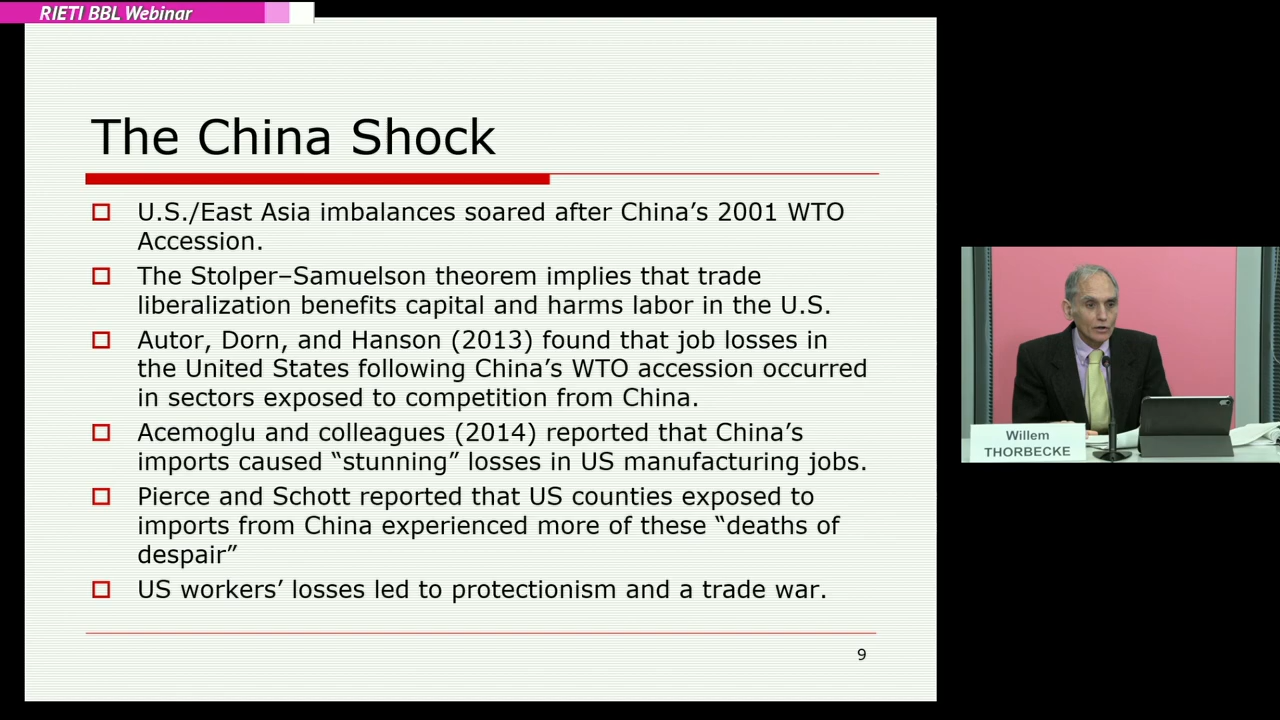 RIETI BBL Webinar
The China Shock
U.S./East Asia imbalances soared after China’s 2001 WTO
Accession.
The Stolper–Samuelson theorem implies that trade
liberalization benefits capital and harms labor in the U.S.
Autor, Dorn, and Hanson (2013) found that job losses in
the United States following China’s WTO accession occurred
in sectors exposed to competition from China.
Acemoglu and colleagues (2014) reported that China’s
imports caused “stunning” losses in US manufacturing jobs.
Pierce and Schott reported that US counties exposed to
imports from China experienced more of these “deaths of
despair”
US workers’ losses led to protectionism and a trade war.
9
Willem
THORBECKE